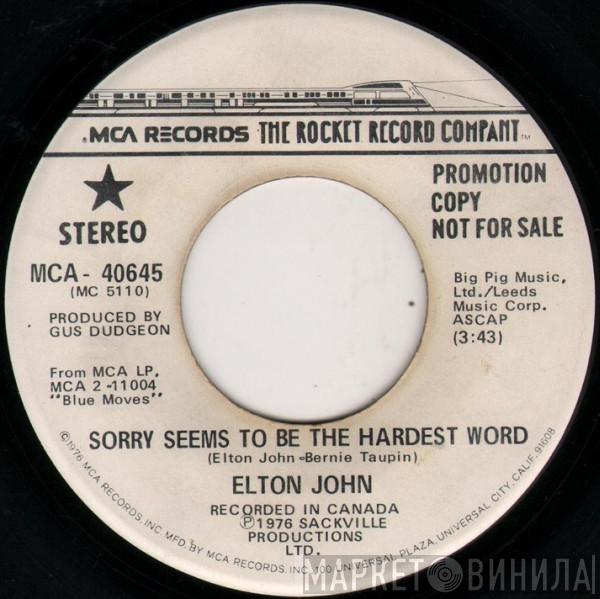 MCA RECORDS THE ROCKET RECORD COMPANY TM
PROMOTION
COPY
NOT FOR SALE
STEREO
MCA - 40645
(MC 5110)
PRODUCED BY
GUS DUDGEON
From MCA LP,
MCA 2-11004
"Blue Moves"
Big Pig Music,
Ltd./Leeds
Music Corp.
ASCAP
(3:43)
SORRY SEEMS TO BE THE HARDEST WORD
(Elton John-Bernie Taupin)
ELTON JOHN
RECORDED IN CANADA
Ⓟ1976 SACKVILLE
PRODUCTIONS
LTD.
©1976 MCA RECORDS, INC. MFD. BY MCA RECORDS, INC. 100 UNIVERSAL PLAZA, UNIVERSAL CITY, CALIF. 91608
МАРКЕТ ВИНИЛА